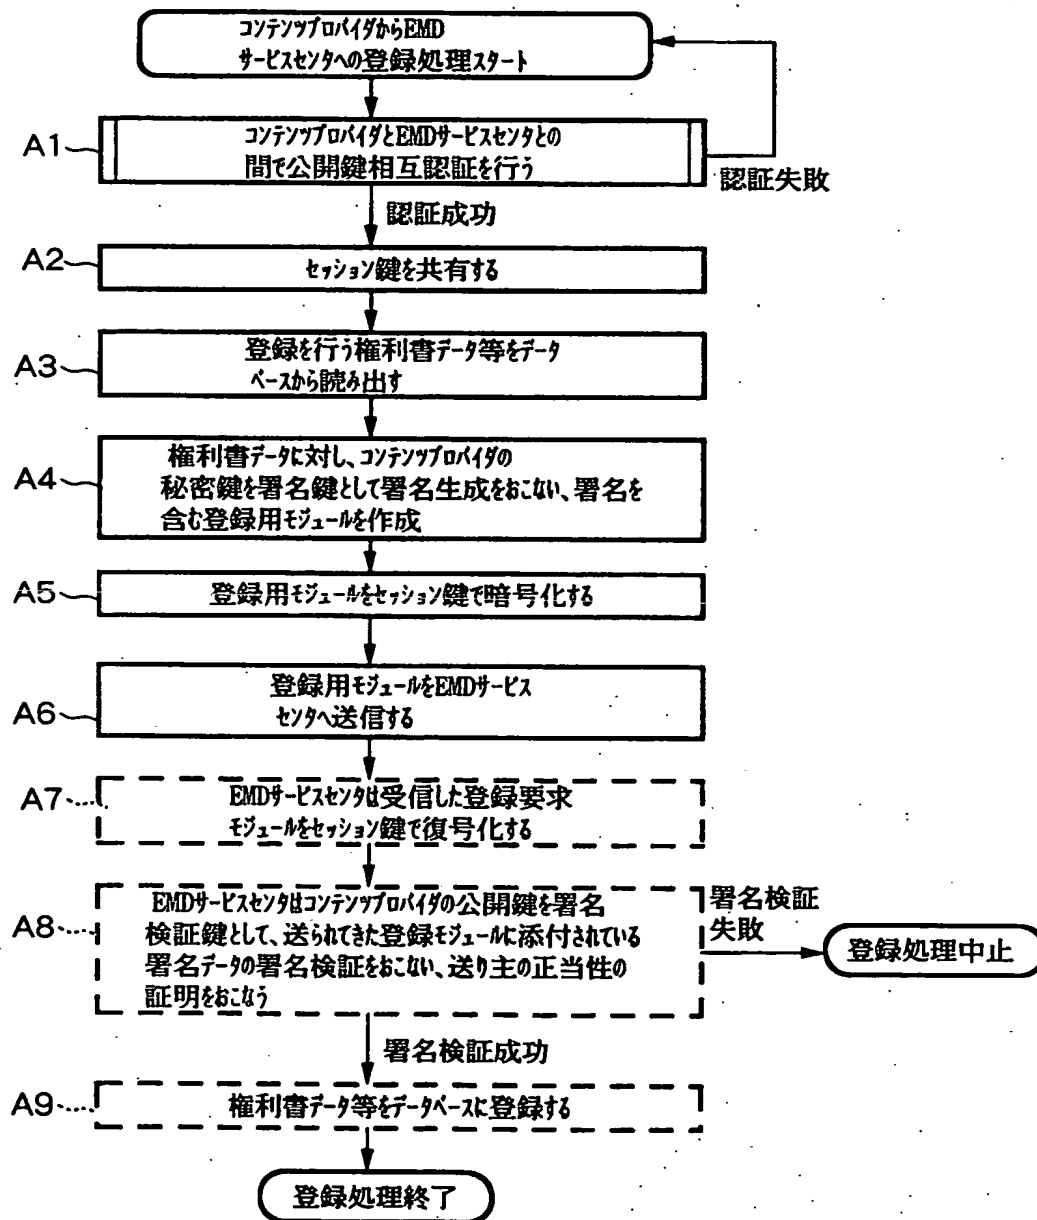 コンテンツプロバイダからEMD
サービスセンタへの登録処理スタート
A1
コンテンツプロバイダとEMDサービスセンタとの
間で公開鍵相互認証を行う
認証失敗
認証成功
A2
セッション鍵を共有する
A3
登録を行う権利書データ等をデータ
ベースから読み出す
A4
権利書データに対し、コンテンツプロバイダの
秘密鍵を署名鍵として署名生成をおこない、署名を
含む登録用モジュールを作成
A5
登録用モジュールをセッション鍵で暗号化する
A6
登録用モジュールをEMDサービス
センタへ送信する
A7
EMDサービスセンタは受信した登録要求
モジュールをセッション鍵で復号化する
A8
EMDサービスセンタはコンテンツプロバイダの公開鍵を署名
検証鍵として、送られてきた登録モジュールに添付されている
署名データの署名検証をおこない、送り主の正当性の
証明をおこなう
署名検証
失敗
登録処理中止
署名検証成功
A9
権利書データ等をデータベースに登録する
登録処理終了